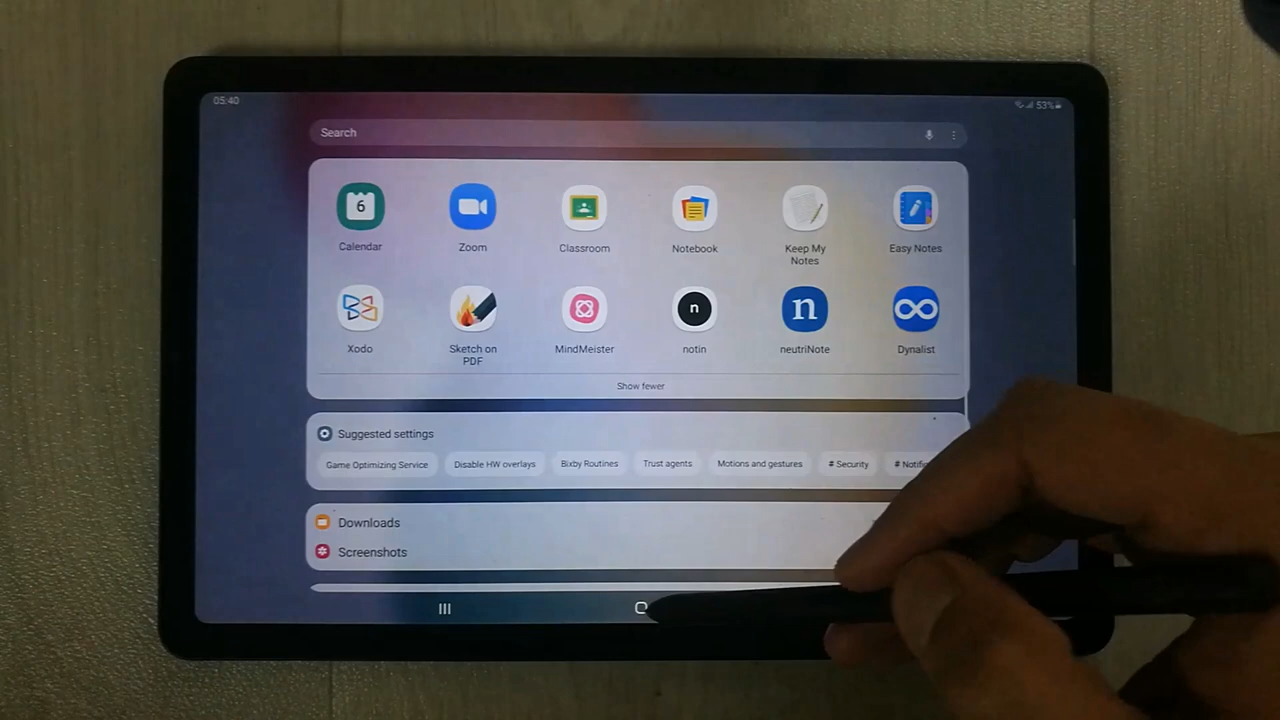 05:40
53%
Search
6
Calendar
Zoom
Classroom
Notebook
Keep My
Notes
Easy Notes
n
n
Xodo
Sketch on
PDF
MindMeister
notin
neutriNote
Dynalist
Show fewer
Suggested settings
Game Optimizing Service
Disable HW overlays
Bixby Routines
Trust agents
Motions and gestures
# Security
# Notific
Downloads
Screenshots